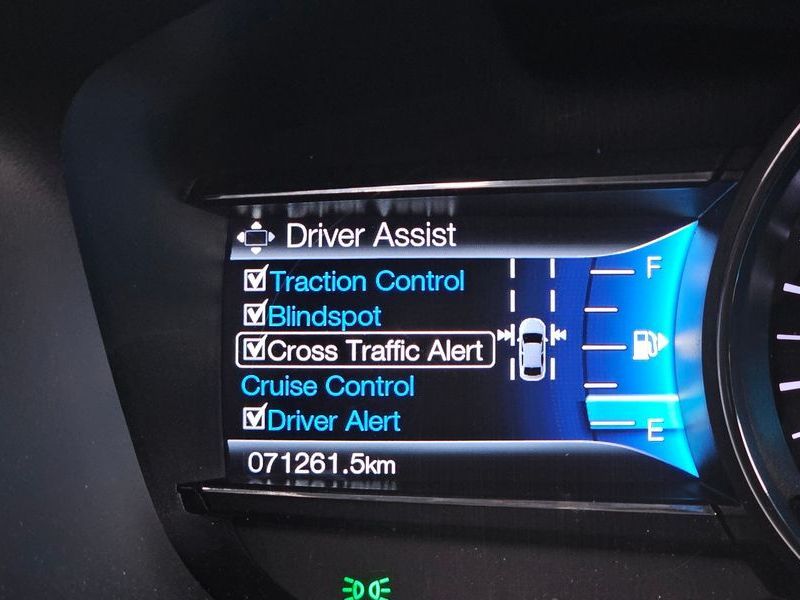 Driver Assist
Traction Control
Blindspot
Cross Traffic Alert
Cruise Control
Driver Alert
071261.5km
F
E